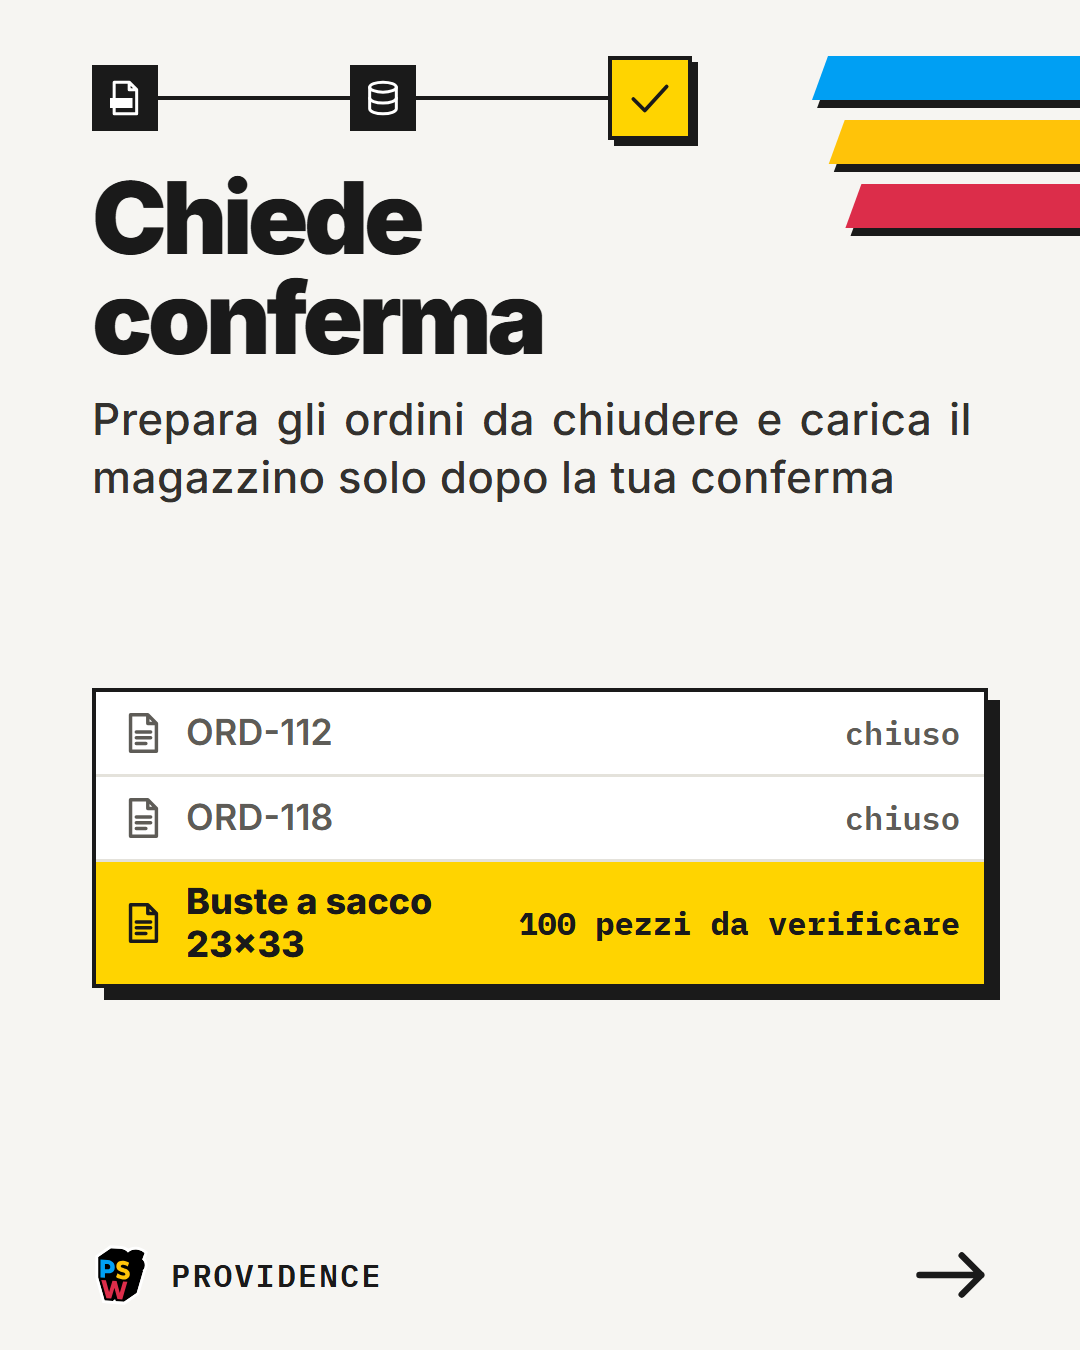 Chiede
conferma
Prepara gli ordini da chiudere e carica il
magazzino solo dopo la tua conferma
ORD-112 chiuso
ORD-118 chiuso
Buste a sacco
23×33
100 pezzi da verificare
PSW
PROVIDENCE